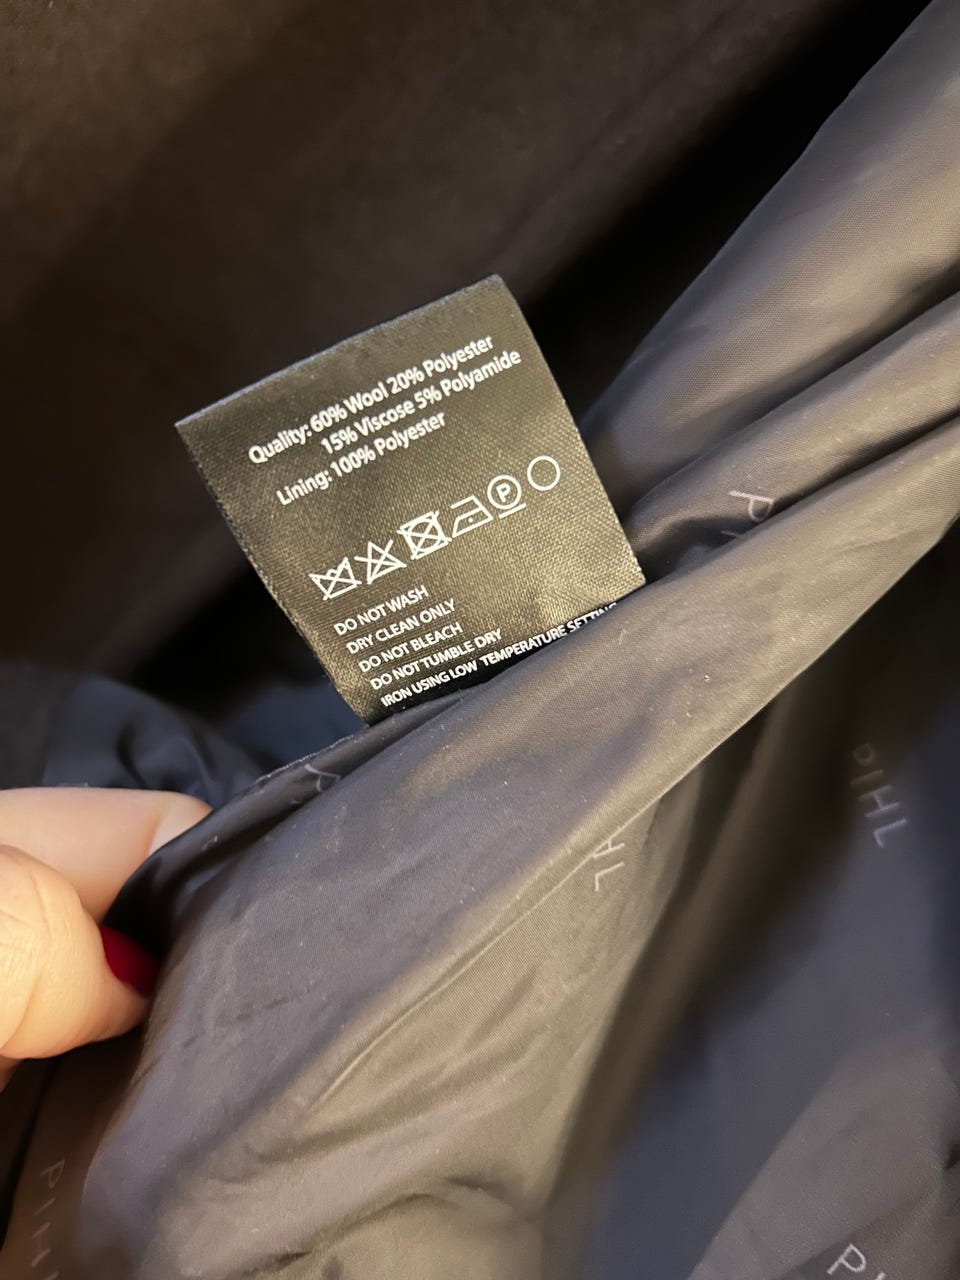 Quality: 60% Wool 20% Polyester
15% Viscose 5% Polyamide
Lining: 100% Polyester
P
DO NOT WASH
DRY CLEAN ONLY
DO NOT BLEACH
DO NOT TUMBLE DRY
IRON USING LOW TEMPERATURE SETTING
PIHL